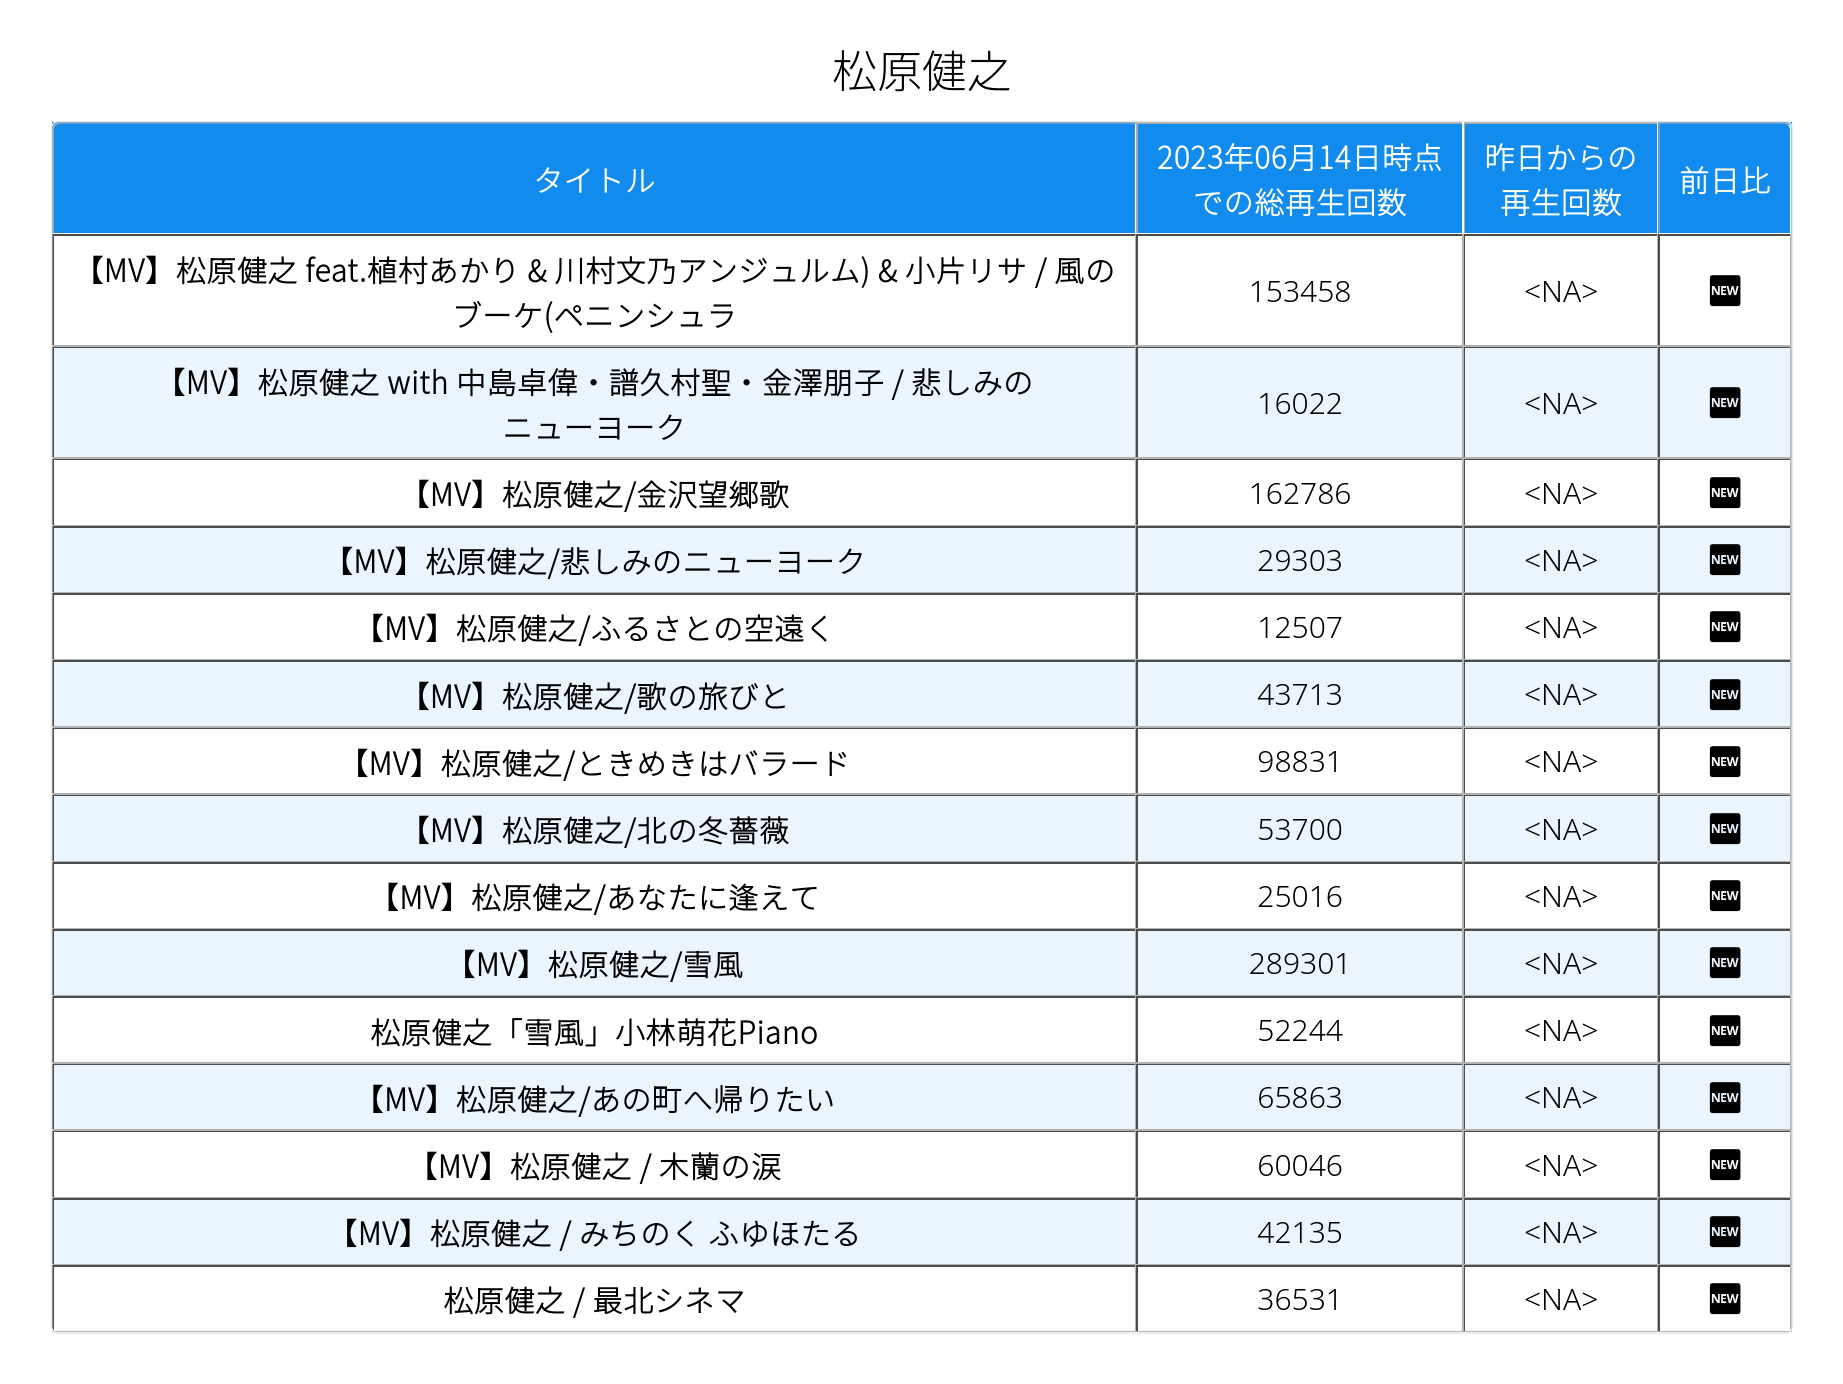 松原健之
タイトル
2023年06月14日時点
での総再生回数
昨日からの
再生回数
前日比
【MV】松原健之 feat.植村あかり & 川村文乃アンジュルム) & 小片リサ / 風の
ブーケ(ペニンシュラ
153458
<NA>
NEW
【MV】松原健之 with 中島卓偉・譜久村聖・金澤朋子 / 悲しみの
ニューヨーク
16022
<NA>
NEW
【MV】松原健之/金沢望郷歌
162786
<NA>
NEW
【MV】松原健之/悲しみのニューヨーク
29303
<NA>
NEW
【MV】松原健之/ふるさとの空遠く
12507
<NA>
NEW
【MV】松原健之/歌の旅びと
43713
<NA>
NEW
【MV】松原健之/ときめきはバラード
98831
<NA>
NEW
【MV】松原健之/北の冬薔薇
53700
<NA>
NEW
【MV】松原健之/あなたに逢えて
25016
<NA>
NEW
【MV】松原健之/雪風
289301
<NA>
NEW
松原健之「雪風」小林萌花Piano
52244
<NA>
NEW
【MV】松原健之/あの町へ帰りたい
65863
<NA>
NEW
【MV】松原健之 / 木蘭の涙
60046
<NA>
NEW
【MV】松原健之 / みちのく ふゆほたる
42135
<NA>
NEW
松原健之 / 最北シネマ
36531
<NA>
NEW